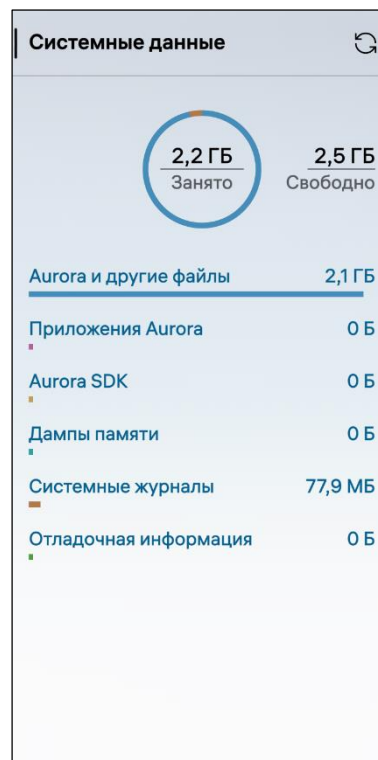 Системные данные
2,2 ГБ 2,5 ГБ
Занято Свободно
Aurora и другие файлы 2,1 ГБ
Приложения Aurora 0 Б
Aurora SDK 0 Б
Дампы памяти 0 Б
Системные журналы 77,9 МБ
Отладочная информация 0 Б